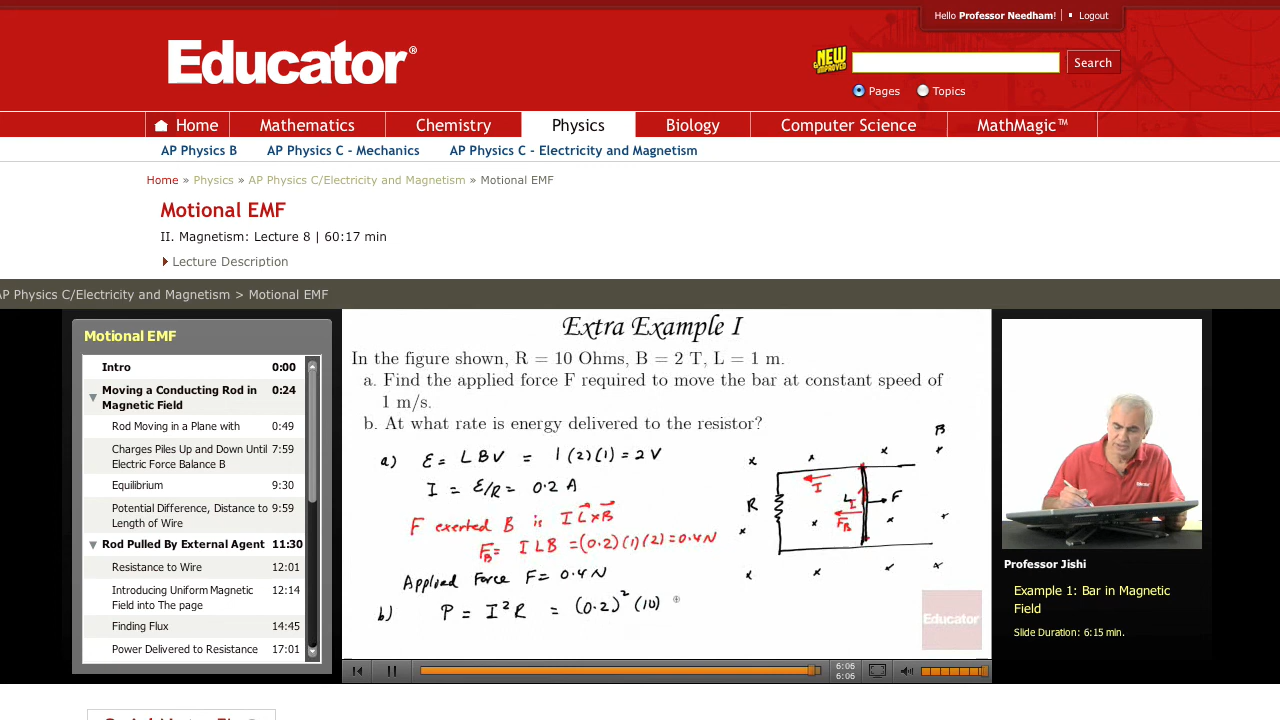 Hello Professor Needham! Logout
Educator®
NEW
& IMPROVED
Search
Pages Topics
Home Mathematics Chemistry Physics Biology Computer Science MathMagic™
AP Physics B AP Physics C - Mechanics AP Physics C - Electricity and Magnetism
Home » Physics » AP Physics C/Electricity and Magnetism » Motional EMF
Motional EMF
II. Magnetism: Lecture 8 | 60:17 min
Lecture Description
AP Physics C/Electricity and Magnetism > Motional EMF
Motional EMF
Intro 0:00
Moving a Conducting Rod in 0:24
Magnetic Field
Rod Moving in a Plane with 0:49
Charges Piles Up and Down Until 7:59
Electric Force Balance B
Equilibrium 9:30
Potential Difference, Distance to 9:59
Length of Wire
Rod Pulled By External Agent 11:30
Resistance to Wire 12:01
Introducing Uniform Magnetic 12:14
Field into The page
Finding Flux 14:45
Power Delivered to Resistance 17:01
Extra Example I
In the figure shown, R = 10 Ohms, B = 2 T, L = 1 m.
a. Find the applied force F required to move the bar at constant speed of
1 m/s.
b. At what rate is energy delivered to the resistor?
a) ε = LBV = 1(2)(1) = 2 V
I = ε/R = 0.2 A
F exerted B is I L⃗ x B⃗
F_B = I L B = (0.2)(1)(2) = 0.4 N
Applied Force F = 0.4 N
b) P = I²R = (0.2)² (10)
B
x x x x
I
R L I F
F_B
x x x x
x x x x
Educator
6:06
6:06
Professor Jishi
Example 1: Bar in Magnetic
Field
Slide Duration: 6:15 min.